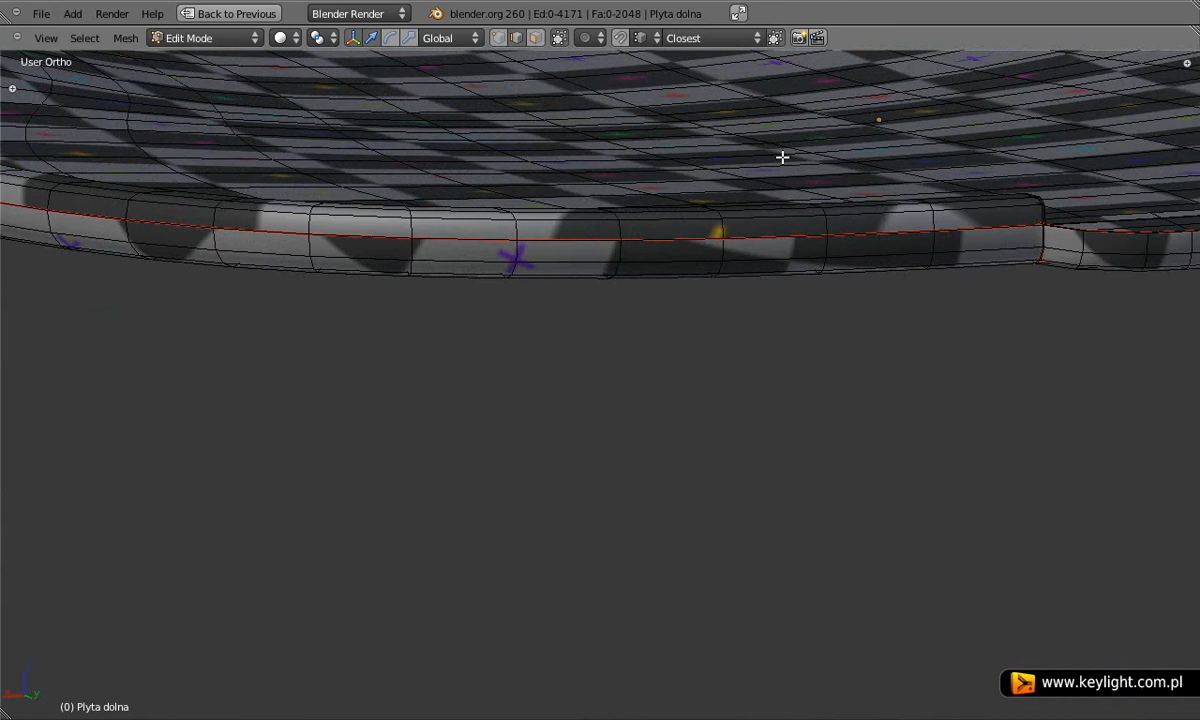 File Add Render Help Back to Previous Blender Render blender.org 260 | Ed:0-4171 | Fa:0-2048 | Plyta dolna
View Select Mesh Edit Mode Global Closest
User Ortho
x y
(0) Plyta dolna
www.keylight.com.pl